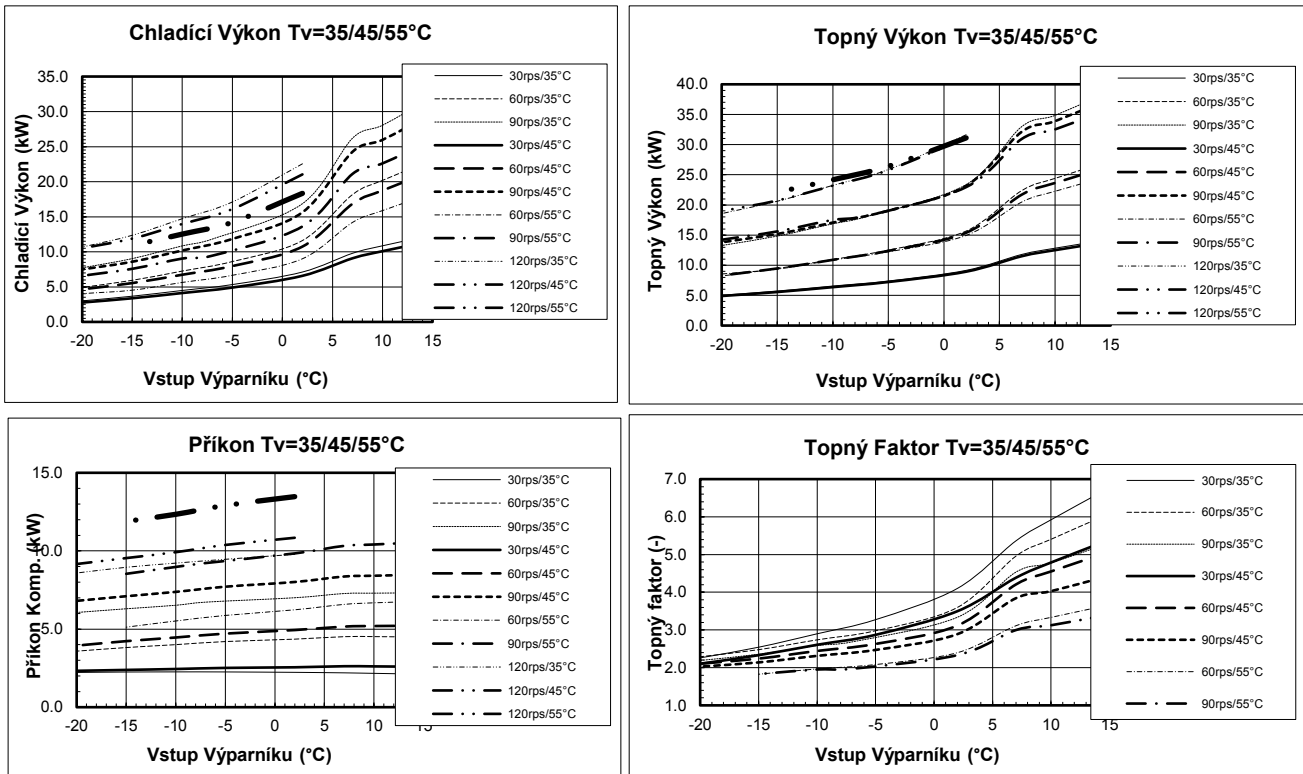 Chladící Výkon Tv=35/45/55°C
Chladící Výkon (kW)
35.0
30.0
25.0
20.0
15.0
10.0
5.0
0.0
-20
-15
-10
-5
0
5
10
15
Vstup Výparníku (°C)
30rps/35°C
60rps/35°C
90rps/35°C
30rps/45°C
60rps/45°C
90rps/45°C
60rps/55°C
90rps/55°C
120rps/35°C
120rps/45°C
120rps/55°C
Topný Výkon Tv=35/45/55°C
Topný Výkon (kW)
40.0
35.0
30.0
25.0
20.0
15.0
10.0
5.0
0.0
-20
-15
-10
-5
0
5
10
15
Vstup Výparníku (°C)
30rps/35°C
60rps/35°C
90rps/35°C
30rps/45°C
60rps/45°C
90rps/45°C
60rps/55°C
90rps/55°C
120rps/35°C
120rps/45°C
120rps/55°C
Příkon Tv=35/45/55°C
Příkon Komp. (kW)
15.0
10.0
5.0
0.0
-20
-15
-10
-5
0
5
10
15
Vstup Výparníku (°C)
30rps/35°C
60rps/35°C
90rps/35°C
30rps/45°C
60rps/45°C
90rps/45°C
60rps/55°C
90rps/55°C
120rps/35°C
120rps/45°C
120rps/55°C
Topný Faktor Tv=35/45/55°C
Topný faktor (-)
7.0
6.0
5.0
4.0
3.0
2.0
1.0
-20
-15
-10
-5
0
5
10
15
Vstup Výparníku (°C)
30rps/35°C
60rps/35°C
90rps/35°C
30rps/45°C
60rps/45°C
90rps/45°C
60rps/55°C
90rps/55°C